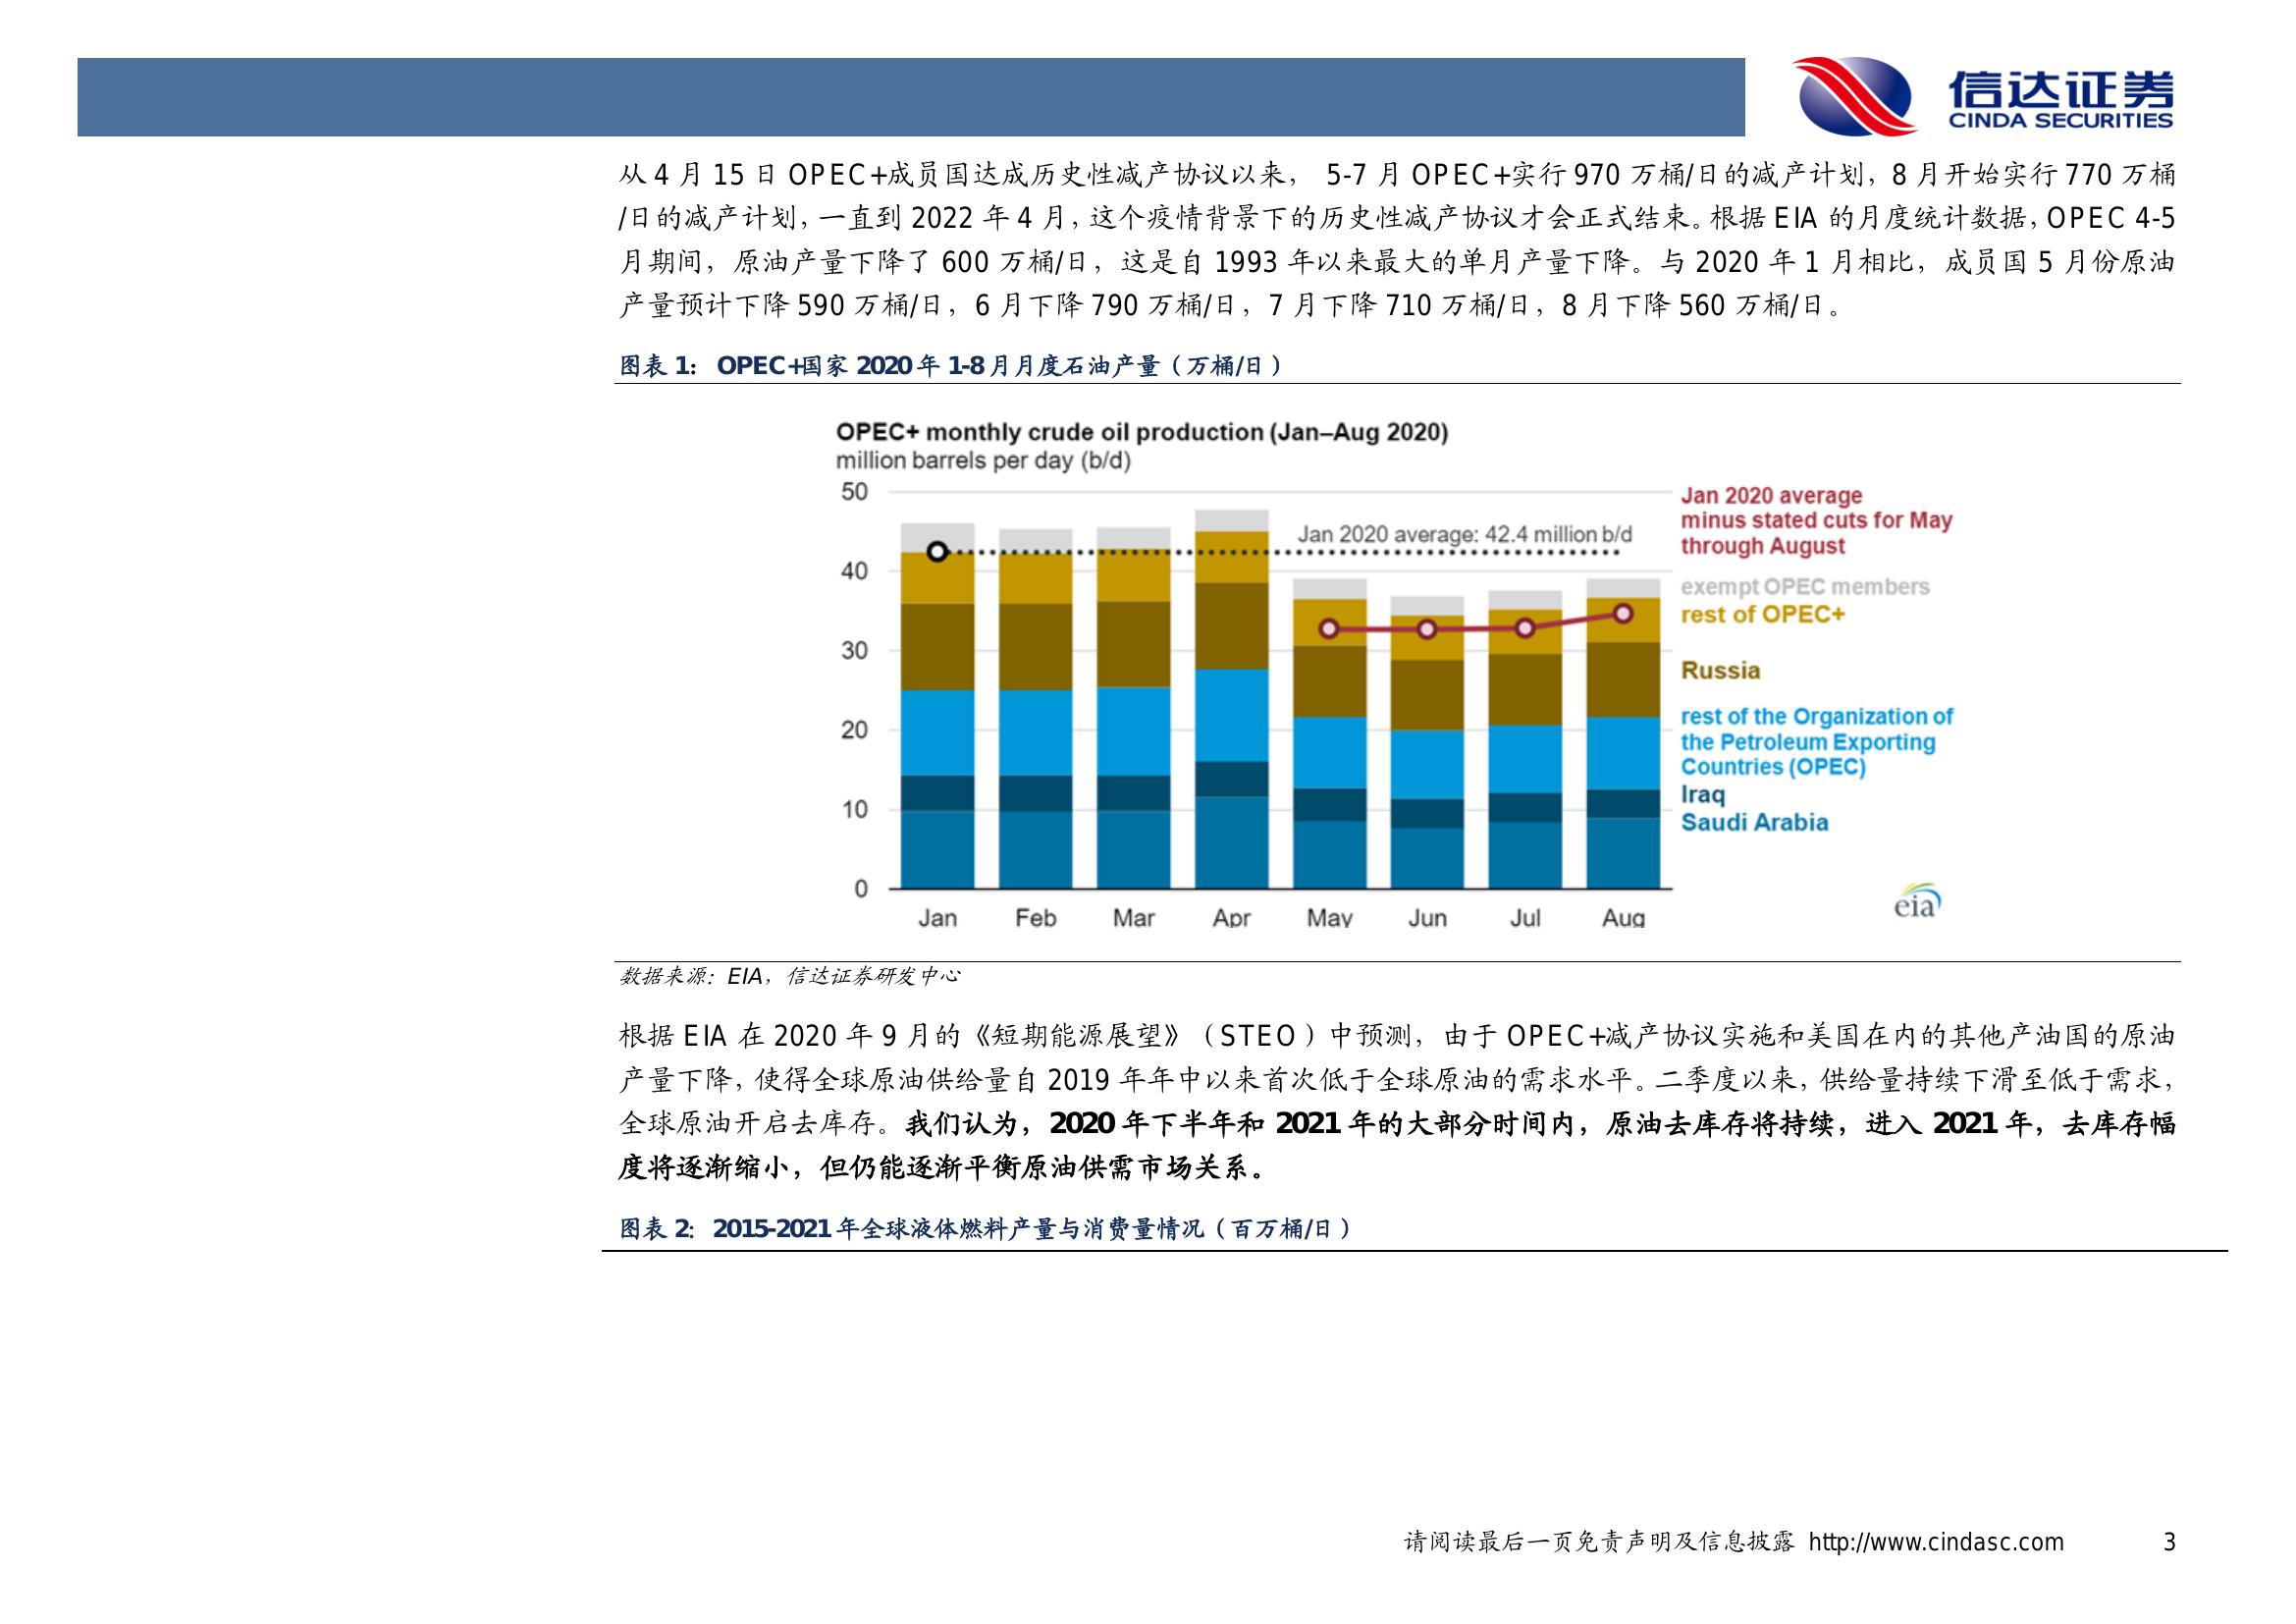 信达证券
CINDA SECURITIES
从 4 月 15 日 OPEC+成员国达成历史性减产协议以来， 5-7 月 OPEC+实行 970 万桶/日的减产计划，8 月开始实行 770 万桶
/日的减产计划，一直到 2022 年 4 月，这个疫情背景下的历史性减产协议才会正式结束。根据 EIA 的月度统计数据，OPEC 4-5
月期间，原油产量下降了 600 万桶/日，这是自 1993 年以来最大的单月产量下降。与 2020 年 1 月相比，成员国 5 月份原油
产量预计下降 590 万桶/日，6 月下降 790 万桶/日，7 月下降 710 万桶/日，8 月下降 560 万桶/日。
图表 1： OPEC+国家 2020 年 1-8 月月度石油产量（万桶/日）
OPEC+ monthly crude oil production (Jan–Aug 2020)
million barrels per day (b/d)
50
40
30
20
10
0
Jan 2020 average: 42.4 million b/d
Jan Feb Mar Apr May Jun Jul Aug
Jan 2020 average
minus stated cuts for May
through August
exempt OPEC members
rest of OPEC+
Russia
rest of the Organization of
the Petroleum Exporting
Countries (OPEC)
Iraq
Saudi Arabia
eia
数据来源：EIA，信达证券研发中心
根据 EIA 在 2020 年 9 月的《短期能源展望》（STEO）中预测，由于 OPEC+减产协议实施和美国在内的其他产油国的原油
产量下降，使得全球原油供给量自 2019 年年中以来首次低于全球原油的需求水平。二季度以来，供给量持续下滑至低于需求，
全球原油开启去库存。我们认为，2020 年下半年和 2021 年的大部分时间内，原油去库存将持续，进入 2021 年，去库存幅
度将逐渐缩小，但仍能逐渐平衡原油供需市场关系。
图表 2： 2015-2021 年全球液体燃料产量与消费量情况（百万桶/日）
请阅读最后一页免责声明及信息披露 http://www.cindasc.com 3